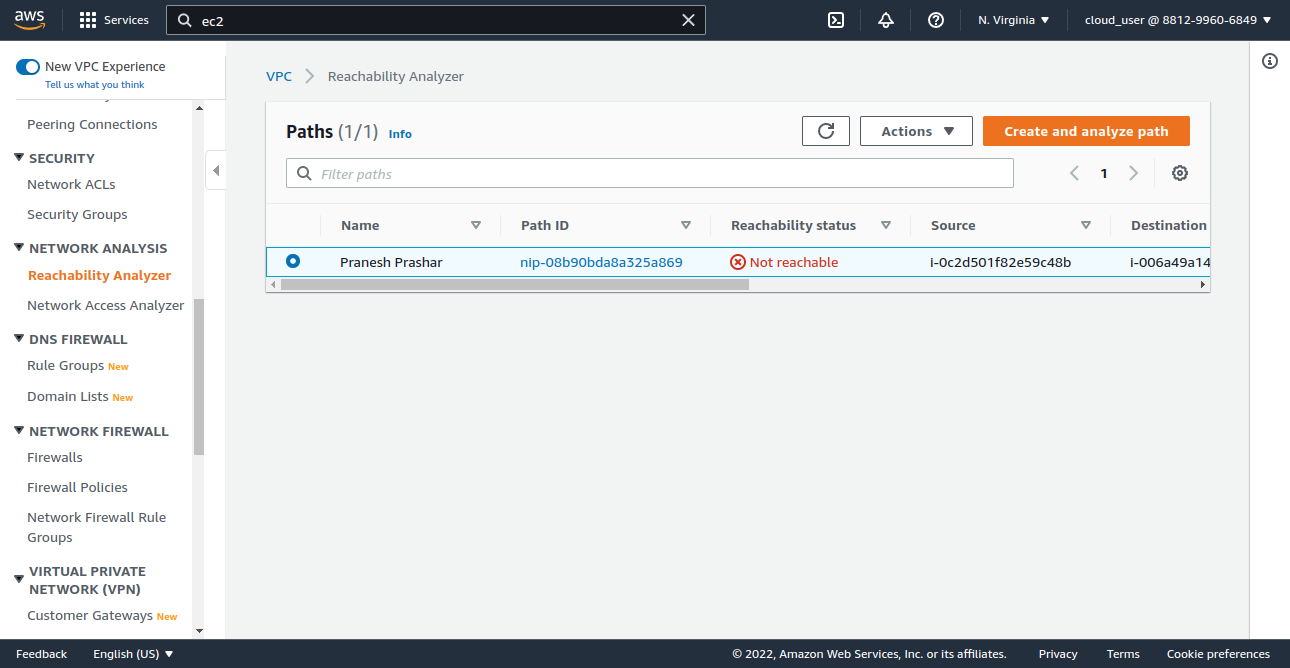 aws
Services
ec2
N. Virginia
cloud_user @ 8812-9960-6849
New VPC Experience
Tell us what you think
Peering Connections
SECURITY
Network ACLs
Security Groups
NETWORK ANALYSIS
Reachability Analyzer
Network Access Analyzer
DNS FIREWALL
Rule Groups New
Domain Lists New
NETWORK FIREWALL
Firewalls
Firewall Policies
Network Firewall Rule
Groups
VIRTUAL PRIVATE
NETWORK (VPN)
Customer Gateways New
VPC
Reachability Analyzer
Paths (1/1) Info
Actions
Create and analyze path
Filter paths
1
Name Path ID Reachability status Source Destination
Pranesh Prashar nip-08b90bda8a325a869 Not reachable i-0c2d501f82e59c48b i-006a49a14
Feedback
English (US)
© 2022, Amazon Web Services, Inc. or its affiliates.
Privacy
Terms
Cookie preferences